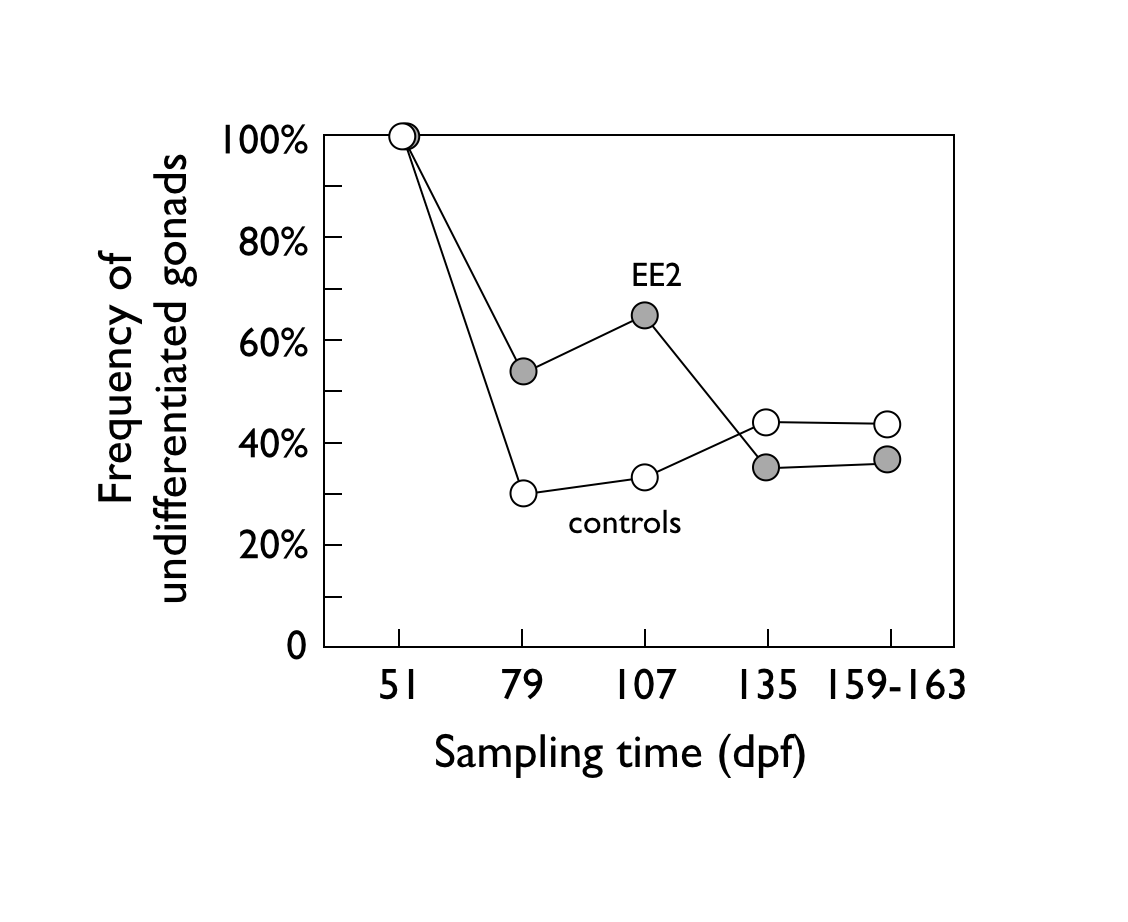 Frequency of
undifferentiated gonads
100%
80%
60%
40%
20%
0
EE2
controls
51 79 107 135 159-163
Sampling time (dpf)